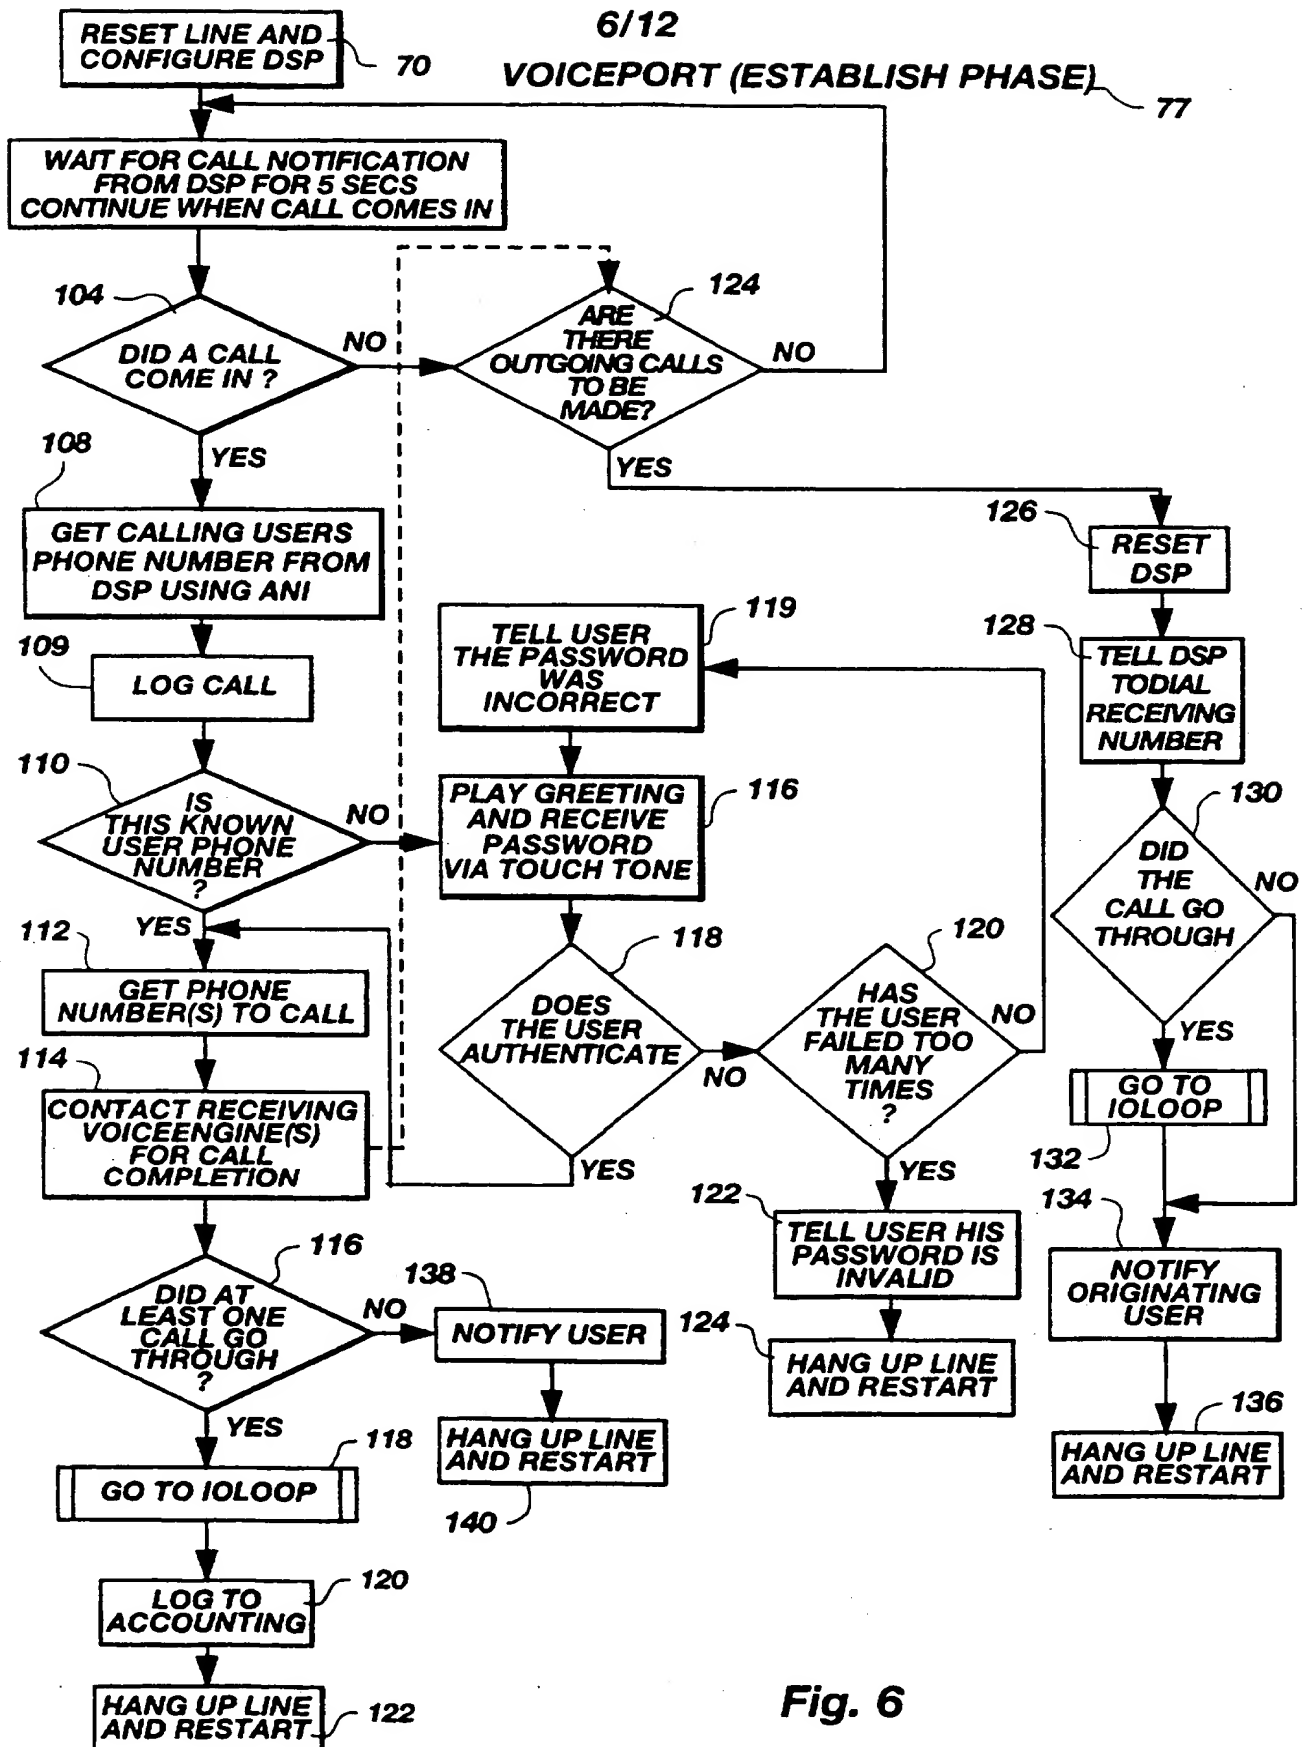 6/12
VOICEPORT (ESTABLISH PHASE)
77
RESET LINE AND
CONFIGURE DSP
70
WAIT FOR CALL NOTIFICATION
FROM DSP FOR 5 SECS
CONTINUE WHEN CALL COMES IN
104
DID A CALL
COME IN ?
NO
YES
124
ARE
THERE
OUTGOING CALLS
TO BE
MADE?
NO
YES
108
GET CALLING USERS
PHONE NUMBER FROM
DSP USING ANI
109
LOG CALL
110
IS
THIS KNOWN
USER PHONE
NUMBER
?
NO
YES
112
GET PHONE
NUMBER(S) TO CALL
114
CONTACT RECEIVING
VOICEENGINE(S)
FOR CALL
COMPLETION
116
DID AT
LEAST ONE
CALL GO
THROUGH
?
NO
YES
118
GO TO IOLOOP
120
LOG TO
ACCOUNTING
HANG UP LINE
AND RESTART
122
138
NOTIFY USER
HANG UP LINE
AND RESTART
140
119
TELL USER
THE PASSWORD
WAS
INCORRECT
116
PLAY GREETING
AND RECEIVE
PASSWORD
VIA TOUCH TONE
118
DOES
THE USER
AUTHENTICATE
NO
YES
120
HAS
THE USER
FAILED TOO
MANY
TIMES
?
NO
YES
122
TELL USER HIS
PASSWORD IS
INVALID
124
HANG UP LINE
AND RESTART
126
RESET
DSP
128
TELL DSP
TODIAL
RECEIVING
NUMBER
130
DID
THE
CALL GO
THROUGH
NO
YES
GO TO
IOLOOP
132
134
NOTIFY
ORIGINATING
USER
136
HANG UP LINE
AND RESTART
Fig. 6